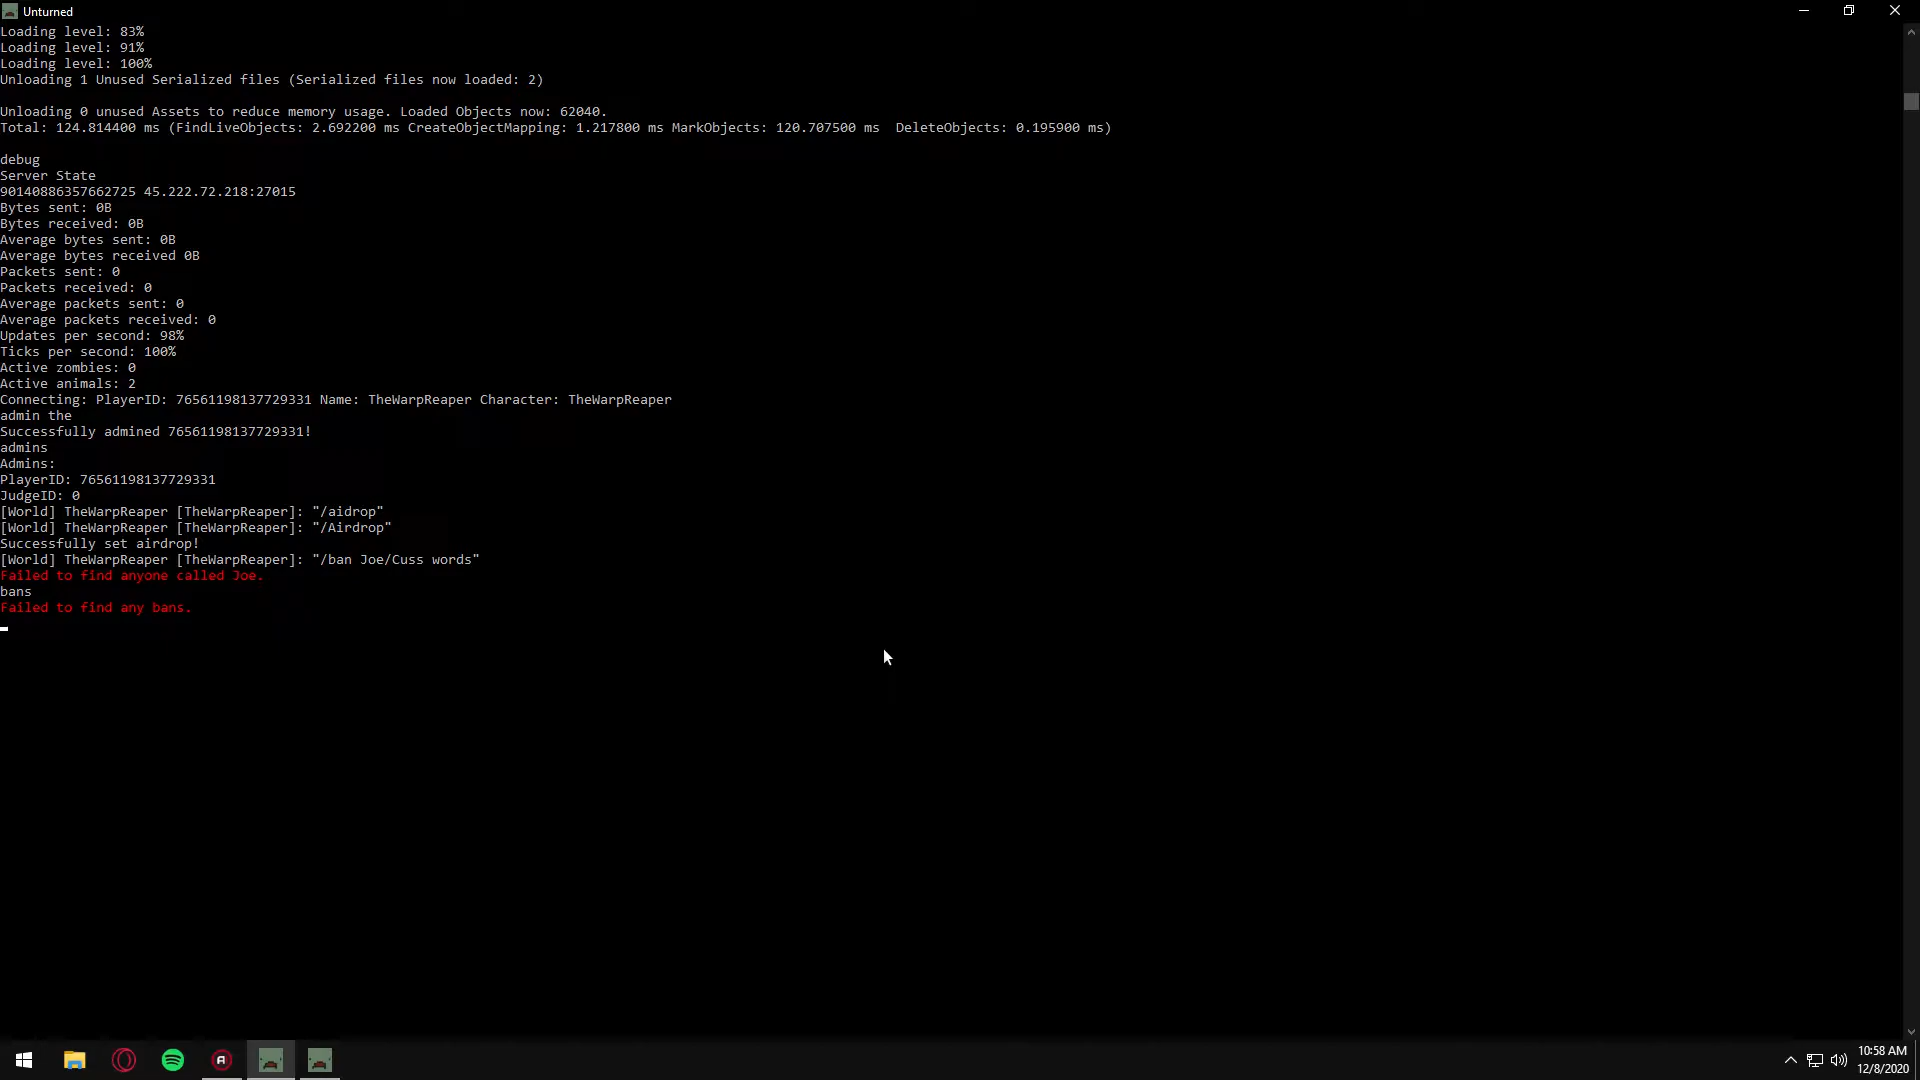 Unturned
Loading level: 83%
Loading level: 91%
Loading level: 100%
Unloading 1 Unused Serialized files (Serialized files now loaded: 2)
Unloading 0 unused Assets to reduce memory usage. Loaded Objects now: 62040.
Total: 124.814400 ms (FindLiveObjects: 2.692200 ms CreateObjectMapping: 1.217800 ms MarkObjects: 120.707500 ms  DeleteObjects: 0.195900 ms)
debug
Server State
90140886357662725 45.222.72.218:27015
Bytes sent: 0B
Bytes received: 0B
Average bytes sent: 0B
Average bytes received 0B
Packets sent: 0
Packets received: 0
Average packets sent: 0
Average packets received: 0
Updates per second: 98%
Ticks per second: 100%
Active zombies: 0
Active animals: 2
Connecting: PlayerID: 76561198137729331 Name: TheWarpReaper Character: TheWarpReaper
admin the
Successfully admined 76561198137729331!
admins
Admins:
PlayerID: 76561198137729331
JudgeID: 0
[World] TheWarpReaper [TheWarpReaper]: "/aidrop"
[World] TheWarpReaper [TheWarpReaper]: "/Airdrop"
Successfully set airdrop!
[World] TheWarpReaper [TheWarpReaper]: "/ban Joe/Cuss words"
Failed to find anyone called Joe.
bans
Failed to find any bans.
10:58 AM
12/8/2020